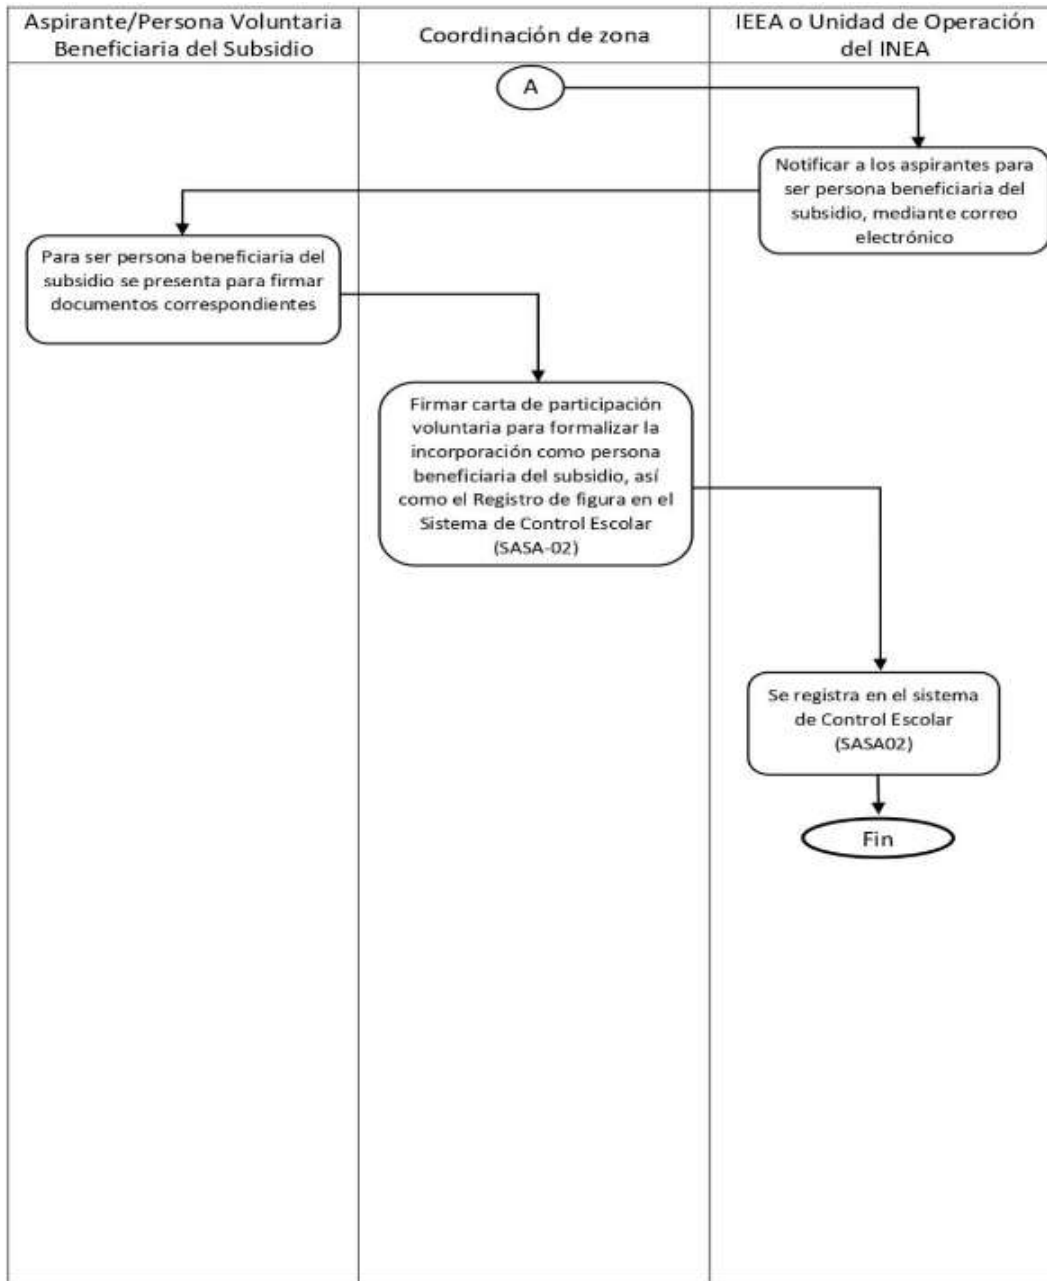 Aspirante/Persona Voluntaria
Beneficiaria del Subsidio
Coordinación de zona
IEEA o Unidad de Operación
del INEA
A
Notificar a los aspirantes para
ser persona beneficiaria del
subsidio, mediante correo
electrónico
Para ser persona beneficiaria del
subsidio se presenta para firmar
documentos correspondientes
Firmar carta de participación
voluntaria para formalizar la
incorporación como persona
beneficiaria del subsidio, así
como el Registro de figura en el
Sistema de Control Escolar
(SASA-02)
Se registra en el sistema
de Control Escolar
(SASA02)
Fin